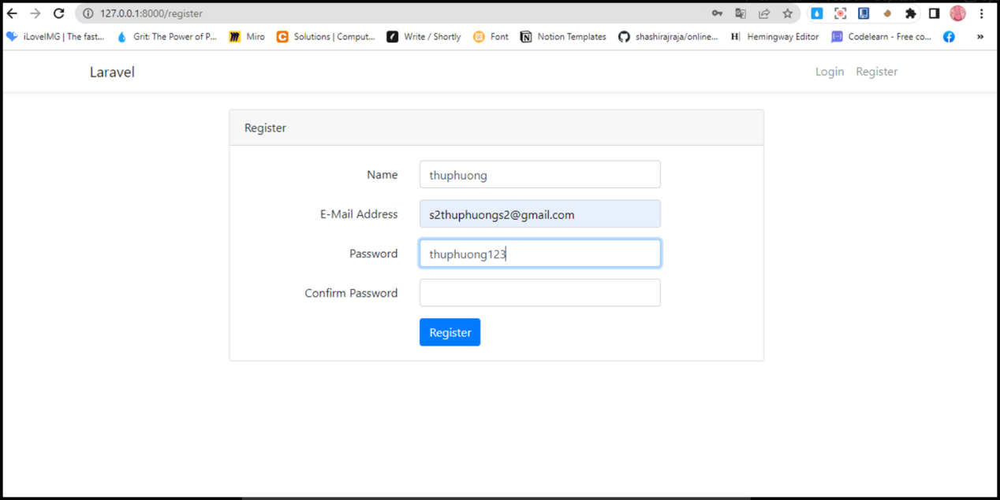 127.0.0.1:8000/register
iLoveIMG | The fast... Grit: The Power of P... Miro Solutions | Comput... Write / Shortly Font Notion Templates shashirajraja/online... Hemingway Editor Codelearn - Free co... »
Laravel Login Register
Register
Name thuphuong
E-Mail Address s2thuphuongs2@gmail.com
Password thuphuong123
Confirm Password
Register